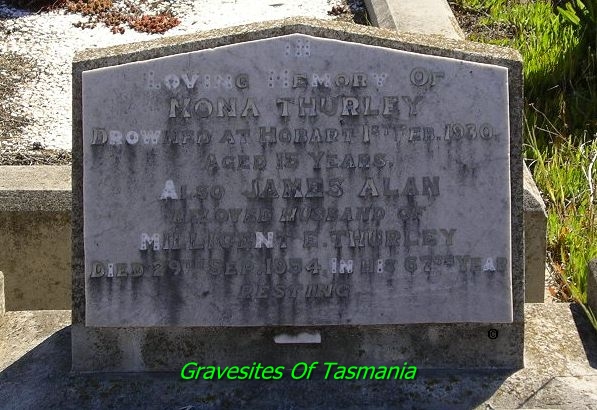 IN
LOVING MEMORY OF
MONA THURLEY
DROWNED AT HOBART 1ST FEB. 1930.
AGED 15 YEARS.
ALSO JAMES ALAN
BELOVED HUSBAND OF
MILLICENT E. THURLEY
DIED 29TH SEP. 1954. IN HIS 67TH YEAR
RESTING
Gravesites Of Tasmania